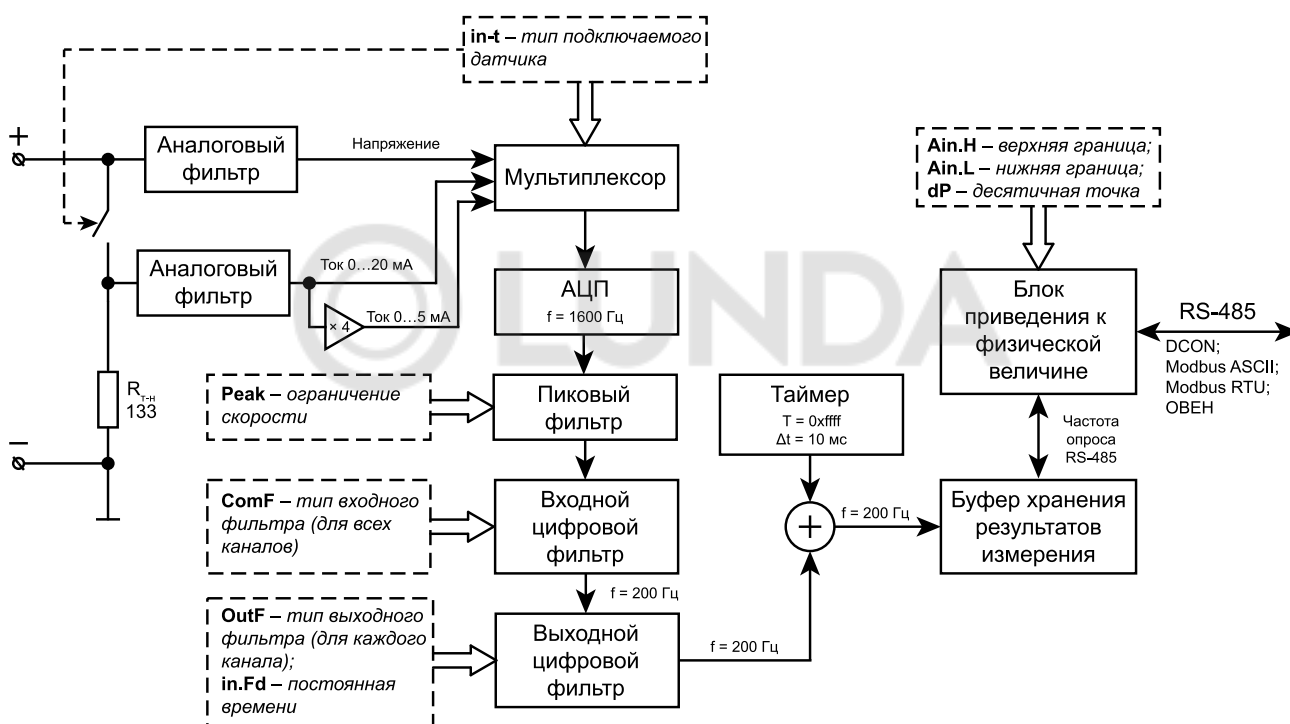 in-t – тип подключаемого
датчика
+
Аналоговый
фильтр
Напряжение
Мультиплексор
Ain.H – верхняя граница;
Ain.L – нижняя граница;
dP – десятичная точка
Аналоговый
фильтр
Ток 0...20 мА
× 4
Ток 0...5 мА
АЦП
f = 1600 Гц
LUNDA
Блок
приведения к
физической
величине
RS-485
DCON;
Modbus ASCII;
Modbus RTU;
ОВЕН
Rт-н
133
–
Peak – ограничение
скорости
Пиковый
фильтр
Таймер
T = 0xffff
Δt = 10 мс
Частота
опроса
RS-485
ComF – тип входного
фильтра (для всех
каналов)
Входной
цифровой
фильтр
+
f = 200 Гц
Буфер хранения
результатов
измерения
f = 200 Гц
OutF – тип выходного
фильтра (для каждого
канала);
in.Fd – постоянная
времени
Выходной
цифровой
фильтр
f = 200 Гц